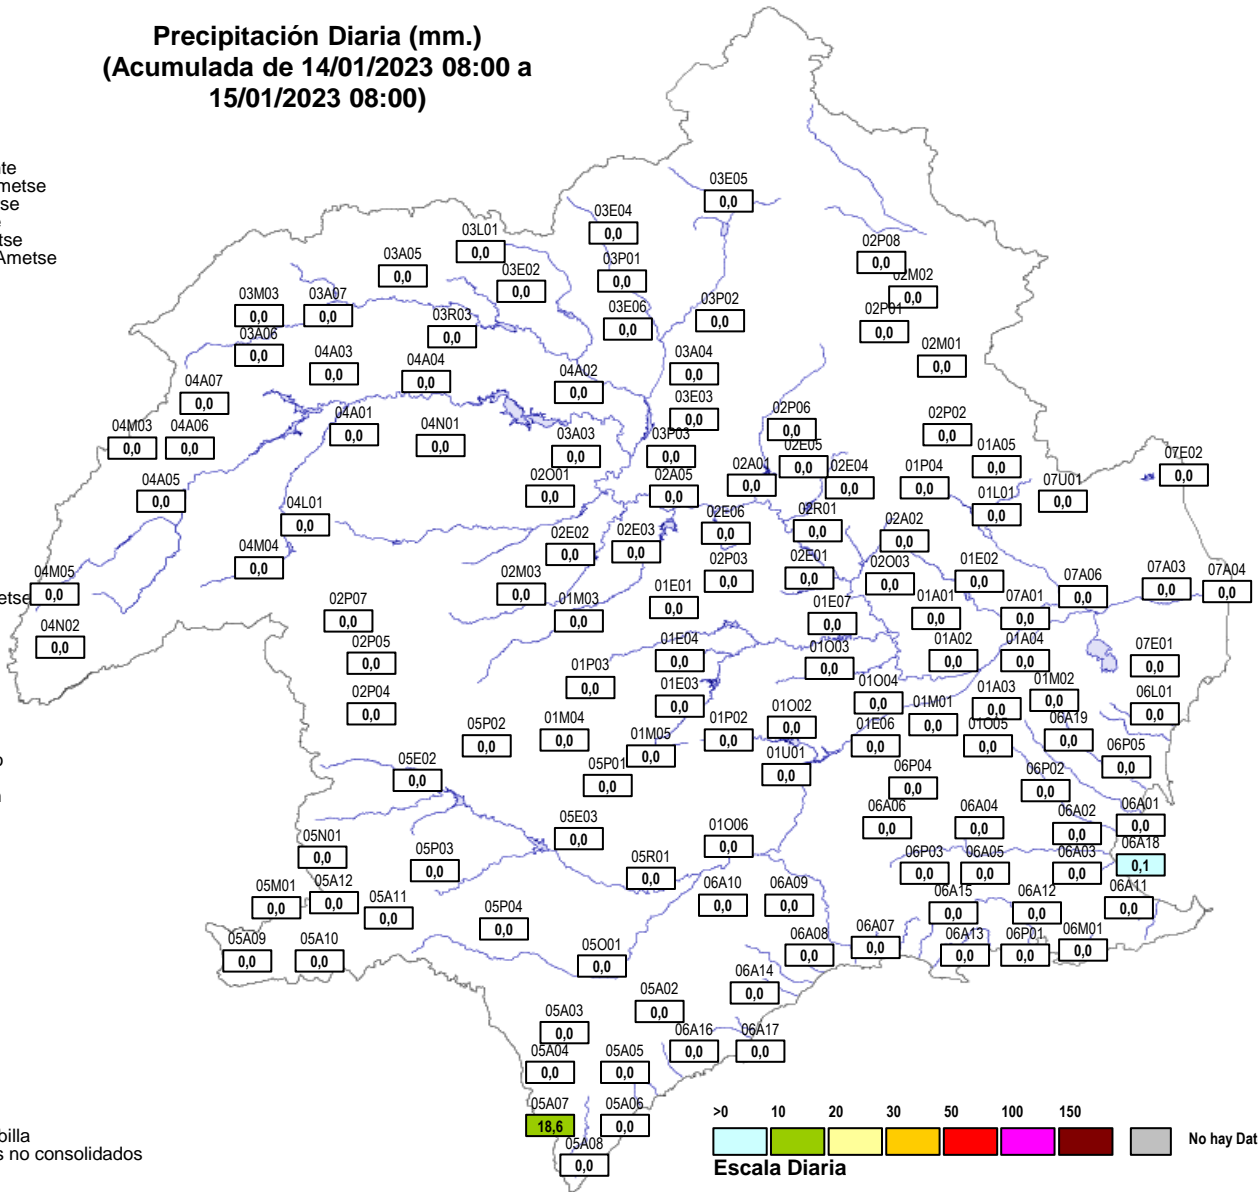 Precipitación Diaria (mm.)
(Acumulada de 14/01/2023 08:00 a
15/01/2023 08:00)
nte
metse
tse
e
tse
Ametse
etse
o
n
billa
s no consolidados
03E05
0,0
03E04
0,0
03L01
0,0
02P08
0,0
03A05
0,0
03P01
0,0
03E02
0,0
02M02
0,0
03M03
0,0
03A07
0,0
03P02
0,0
03E06
0,0
02P01
0,0
03R03
0,0
03A06
0,0
02M01
0,0
04A03
0,0
04A04
0,0
03A04
0,0
04A02
0,0
04A07
0,0
03E03
0,0
02P06
0,0
04A01
0,0
02P02
0,0
04M03
0,0
04A06
0,0
04N01
0,0
03A03
0,0
03P03
0,0
02E05
0,0
01A05
0,0
07E02
0,0
02O01
0,0
02A05
0,0
02A01
0,0
02E04
0,0
01P04
0,0
04A05
0,0
07U01
0,0
01L01
0,0
04L01
0,0
02R01
0,0
02E06
0,0
02A02
0,0
02E02
0,0
02E03
0,0
04M04
0,0
02P03
0,0
02E01
0,0
02O03
0,0
01E02
0,0
04M05
0,0
02M03
0,0
07A06
0,0
07A03
0,0
07A04
0,0
01E01
0,0
01M03
0,0
02P07
0,0
01E07
0,0
01A01
0,0
07A01
0,0
04N02
0,0
02P05
0,0
01E04
0,0
01O03
0,0
01A02
0,0
01A04
0,0
07E01
0,0
01P03
0,0
01E03
0,0
01O04
0,0
01A03
0,0
01M02
0,0
02P04
0,0
06L01
0,0
01M01
0,0
01O02
0,0
05P02
0,0
01M04
0,0
01M05
0,0
01P02
0,0
01E06
0,0
01O05
0,0
06A19
0,0
01U01
0,0
06P05
0,0
05E02
0,0
05P01
0,0
06P04
0,0
06P02
0,0
06A06
0,0
06A04
0,0
06A02
0,0
06A01
0,0
05E03
0,0
01O06
0,0
05N01
0,0
05P03
0,0
05R01
0,0
06P03
0,0
06A05
0,0
06A03
0,0
06A18
0,1
05M01
0,0
05A12
0,0
05A11
0,0
06A10
0,0
06A09
0,0
06A15
0,0
06A12
0,0
06A11
0,0
05P04
0,0
05A09
0,0
05A10
0,0
05O01
0,0
06A08
0,0
06A07
0,0
06A13
0,0
06P01
0,0
06M01
0,0
06A14
0,0
05A02
0,0
05A03
0,0
06A16
0,0
06A17
0,0
05A04
0,0
05A05
0,0
05A07
18,6
05A06
0,0
05A08
0,0
>0 10 20 30 50 100 150
No hay Dat
Escala Diaria